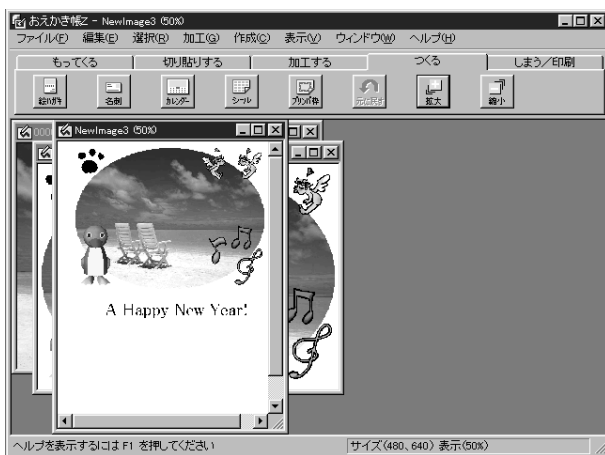 おえかき帳Z - NewImage3 (50%)
ファイル(F) 編集(E) 選択(R) 加工(G) 作成(C) 表示(V) ウィンドウ(W) ヘルプ(H)
もってくる 切り貼りする 加工する つくる しまう/印刷
絵ハガキ 名刺 カレンダー シール プリンパ枠 元に戻す 拡大 縮小
NewImage3 (50%)
A Happy New Year!
ヘルプを表示するには F1 を押してください サイズ(480、640) 表示(50%)